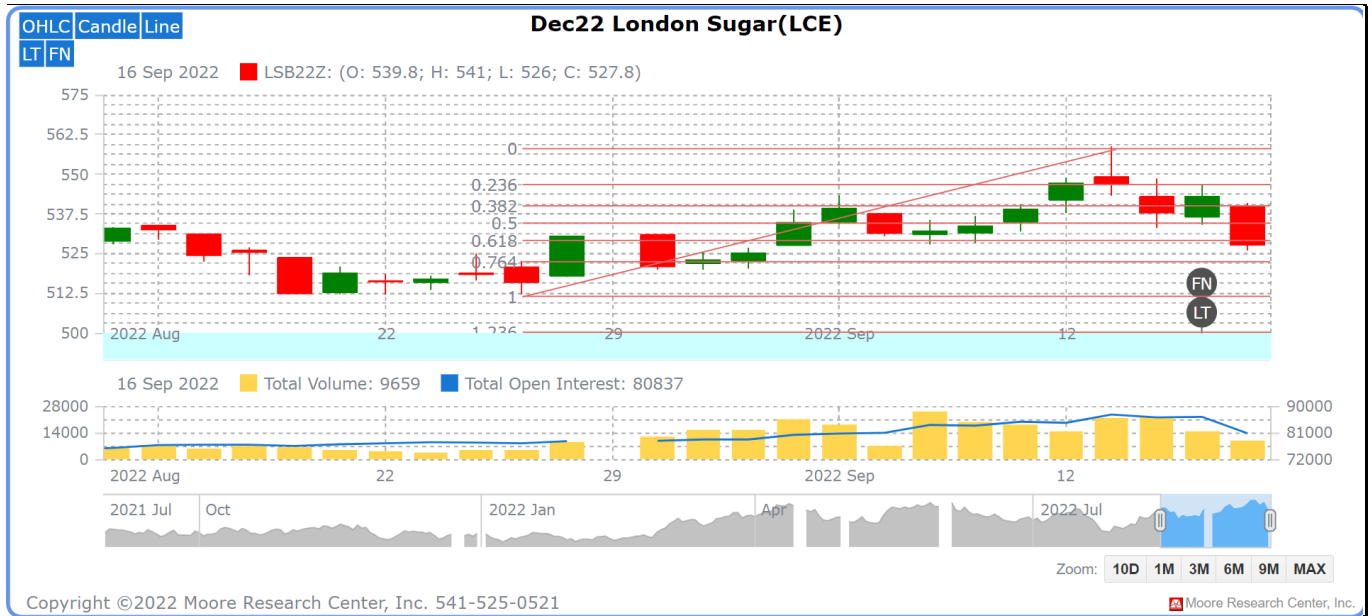 OHLC Candle Line
Dec22 London Sugar(LCE)
LT FN
16 Sep 2022 LSB22Z: (O: 539.8; H: 541; L: 526; C: 527.8)
575
562.5
550
537.5
525
512.5
500
0
0.236
0.382
0.5
0.618
0.764
1
1.236
FN
LT
2022 Aug 22 29 2022 Sep 12
16 Sep 2022 Total Volume: 9659 Total Open Interest: 80837
28000 90000
14000 81000
0 72000
2022 Aug 22 29 2022 Sep 12
2021 Jul Oct 2022 Jan Apr 2022 Jul
Zoom: 10D 1M 3M 6M 9M MAX
Copyright ©2022 Moore Research Center, Inc. 541-525-0521
Moore Research Center, Inc.